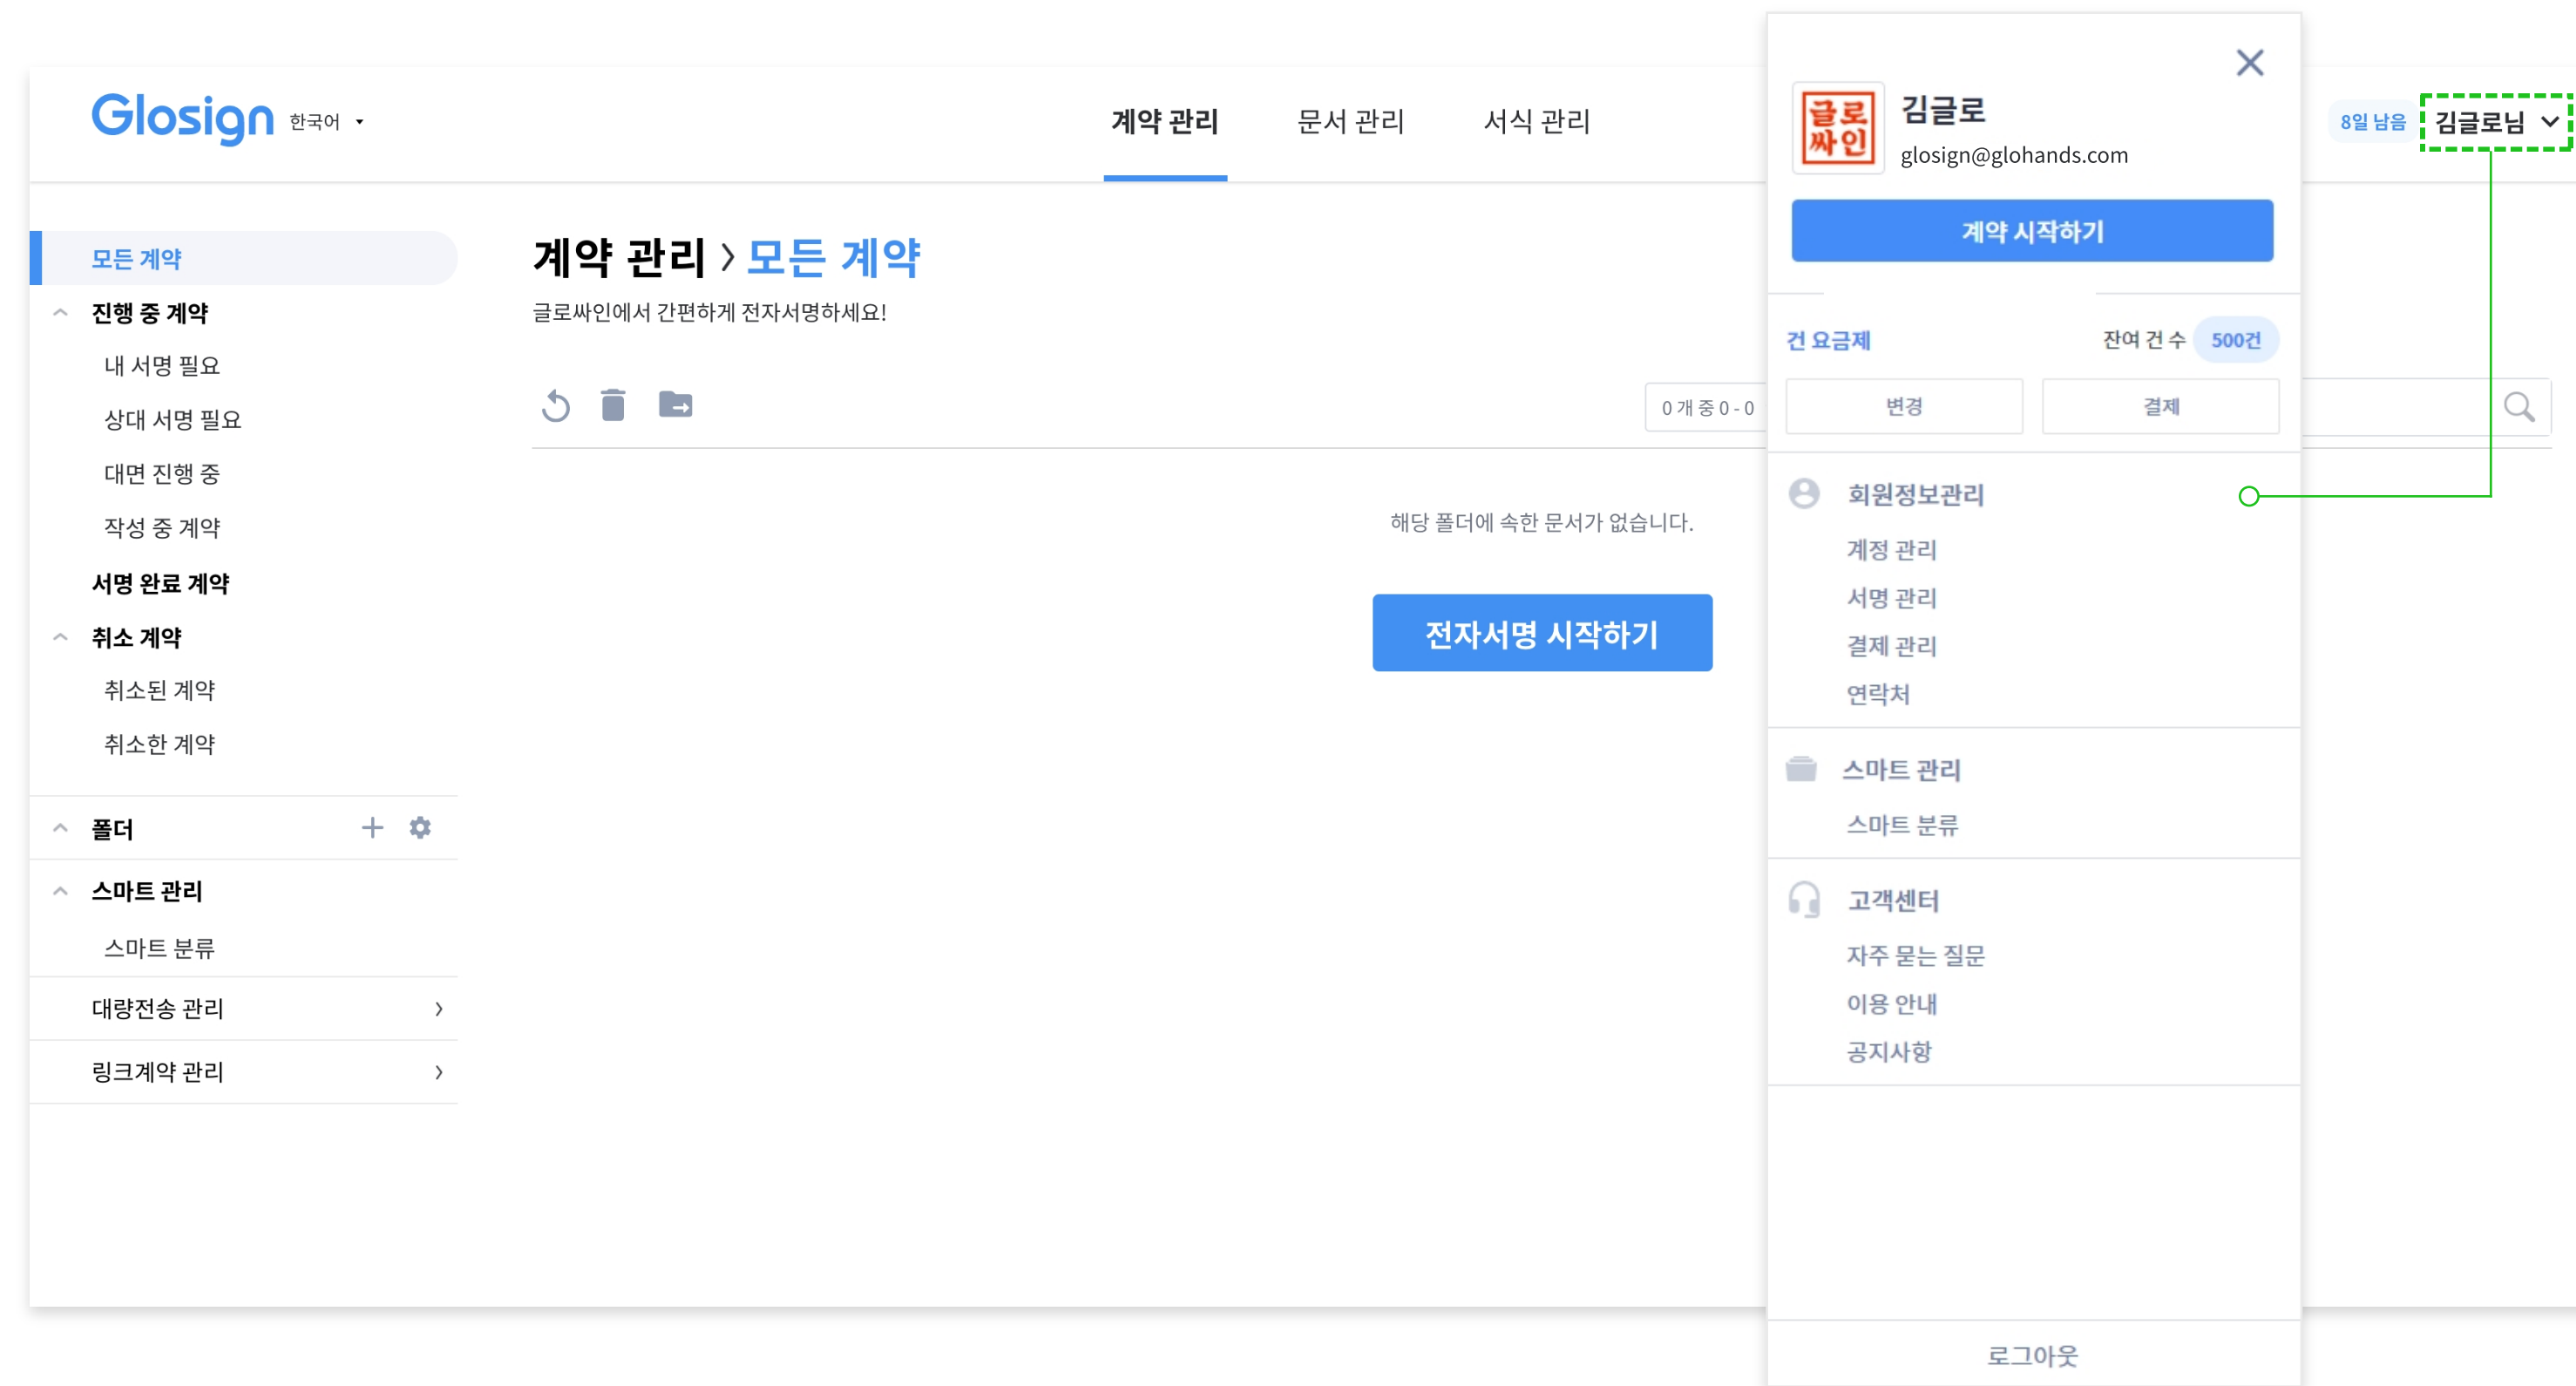 Glosign
한국어
계약 관리
문서 관리
서식 관리
8일 남음
김글로님
모든 계약
진행 중 계약
내 서명 필요
상대 서명 필요
대면 진행 중
작성 중 계약
서명 완료 계약
취소 계약
취소된 계약
취소한 계약
폴더
스마트 관리
스마트 분류
대량전송 관리
링크계약 관리
계약 관리 > 모든 계약
글로싸인에서 간편하게 전자서명하세요!
0 개 중 0 - 0
해당 폴더에 속한 문서가 없습니다.
전자서명 시작하기
글로
싸인
김글로
glosign@glohands.com
계약 시작하기
건 요금제
잔여 건 수 500건
변경
결제
회원정보관리
계정 관리
서명 관리
결제 관리
연락처
스마트 관리
스마트 분류
고객센터
자주 묻는 질문
이용 안내
공지사항
로그아웃